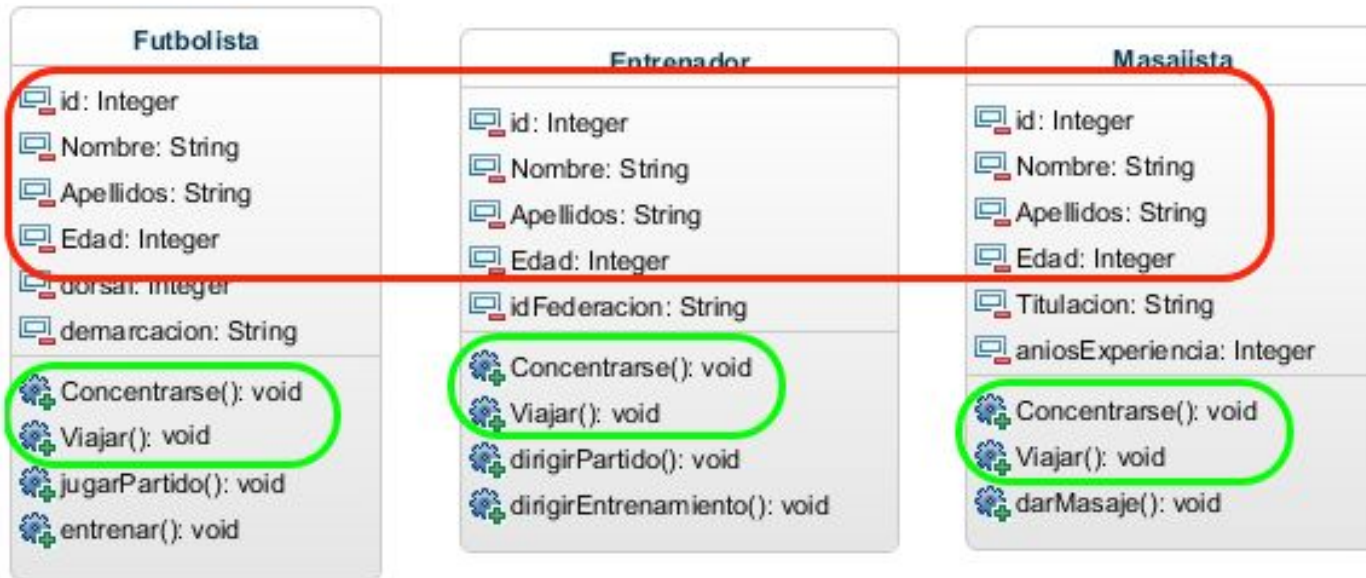 Futbolista
id: Integer
Nombre: String
Apellidos: String
Edad: Integer
dorsal: Integer
demarcacion: String
Concentrarse(): void
Viajar(): void
jugarPartido(): void
entrenar(): void
Entrenador
id: Integer
Nombre: String
Apellidos: String
Edad: Integer
idFederacion: String
Concentrarse(): void
Viajar(): void
dirigirPartido(): void
dirigirEntrenamiento(): void
Masajista
id: Integer
Nombre: String
Apellidos: String
Edad: Integer
Titulacion: String
aniosExperiencia: Integer
Concentrarse(): void
Viajar(): void
darMasaje(): void